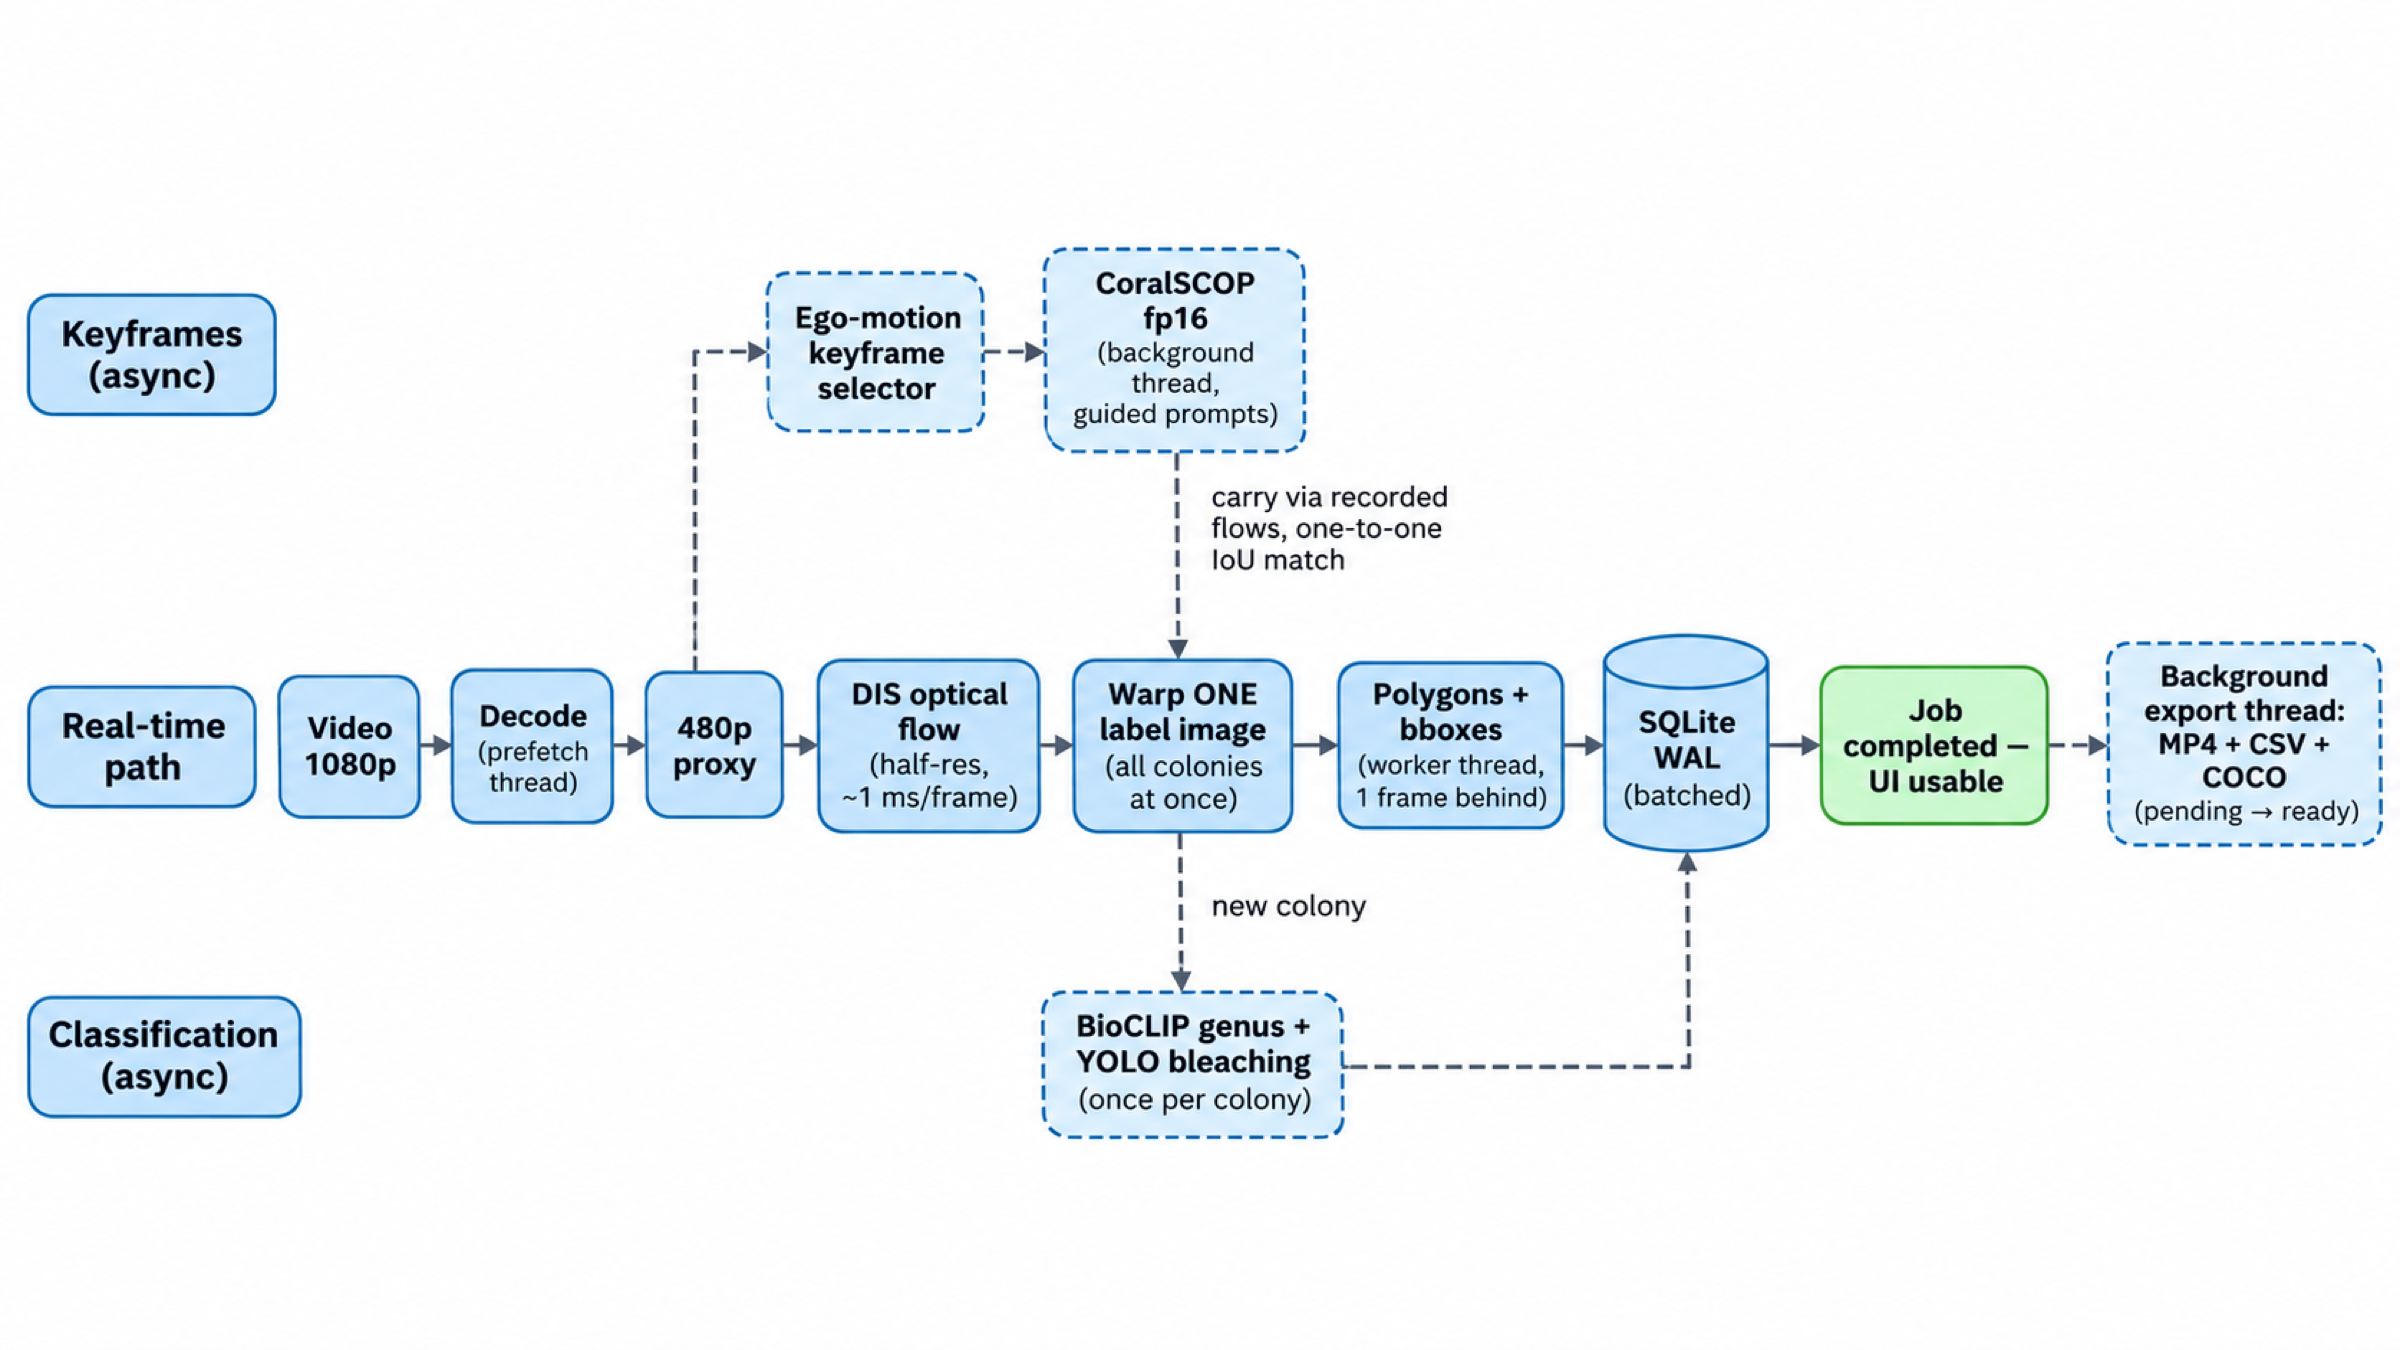 Keyframes
(async)
Ego-motion
keyframe
selector
CoralSCOP
fp16
(background
thread,
guided prompts)
carry via recorded
flows, one-to-one
IoU match
Real-time
path
Video
1080p
Decode
(prefetch
thread)
480p
proxy
DIS optical
flow
(half-res,
~1 ms/frame)
Warp ONE
label image
(all colonies
at once)
Polygons +
bboxes
(worker thread,
1 frame behind)
SQLite
WAL
(batched)
Job
completed —
UI usable
Background
export thread:
MP4 + CSV +
COCO
(pending → ready)
new colony
Classification
(async)
BioCLIP genus +
YOLO bleaching
(once per colony)